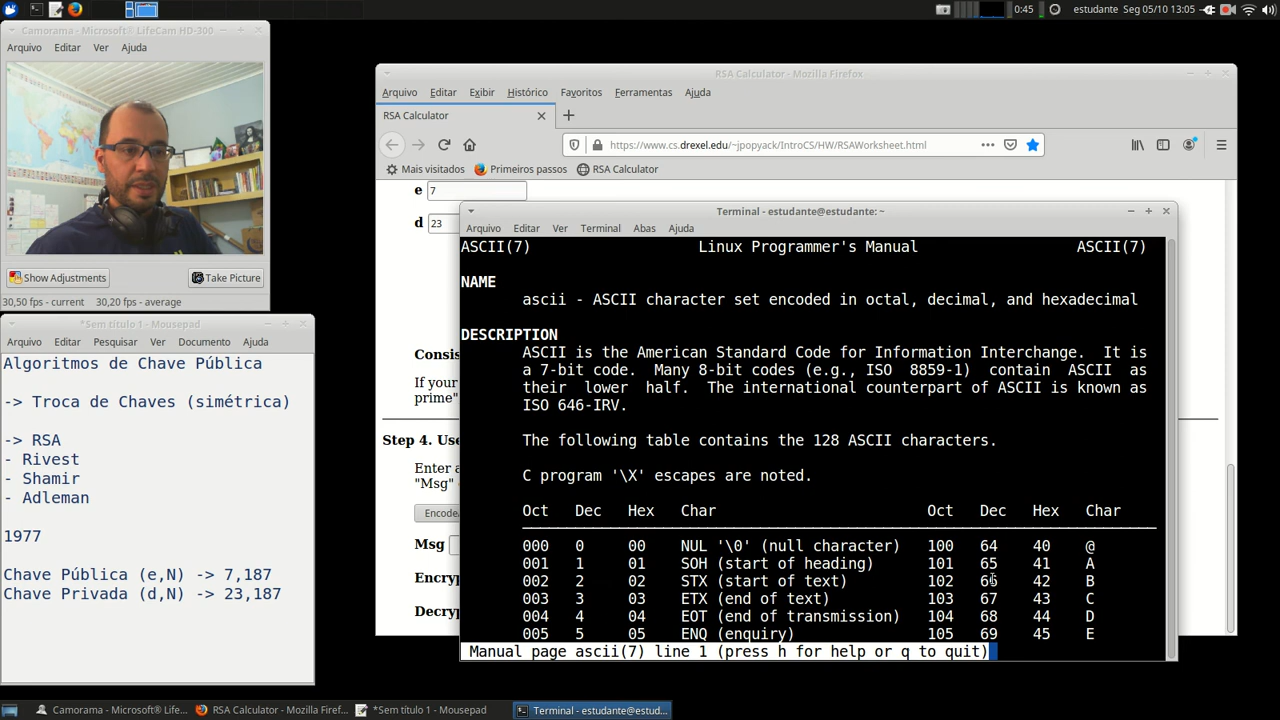 0:45 estudante Seg 05/10 13:05
Camorama - Microsoft® LifeCam HD-300
Arquivo Editar Ver Ajuda
Show Adjustments Take Picture
30,50 fps - current 30,20 fps - average
*Sem título 1 - Mousepad
Arquivo Editar Pesquisar Ver Documento Ajuda
Algoritmos de Chave Pública
-> Troca de Chaves (simétrica)
-> RSA
- Rivest
- Shamir
- Adleman
1977
Chave Pública (e,N) -> 7,187
Chave Privada (d,N) -> 23,187
RSA Calculator - Mozilla Firefox
Arquivo Editar Exibir Histórico Favoritos Ferramentas Ajuda
RSA Calculator
https://www.cs.drexel.edu/~jpopyack/IntroCS/HW/RSAWorksheet.html
Mais visitados Primeiros passos RSA Calculator
e 7
d 23
Consis
If your
prime"
Step 4. Use
Enter a
"Msg"
Encode/
Msg
Encryp
Decryp
Terminal - estudante@estudante: ~
Arquivo Editar Ver Terminal Abas Ajuda
ASCII(7) Linux Programmer's Manual ASCII(7)
NAME
ascii - ASCII character set encoded in octal, decimal, and hexadecimal
DESCRIPTION
ASCII is the American Standard Code for Information Interchange. It is
a 7-bit code. Many 8-bit codes (e.g., ISO 8859-1) contain ASCII as
their lower half. The international counterpart of ASCII is known as
ISO 646-IRV.
The following table contains the 128 ASCII characters.
C program '\X' escapes are noted.
Oct Dec Hex Char Oct Dec Hex Char
000 0 00 NUL '\0' (null character) 100 64 40 @
001 1 01 SOH (start of heading) 101 65 41 A
002 2 02 STX (start of text) 102 66 42 B
003 3 03 ETX (end of text) 103 67 43 C
004 4 04 EOT (end of transmission) 104 68 44 D
005 5 05 ENQ (enquiry) 105 69 45 E
Manual page ascii(7) line 1 (press h for help or q to quit)
Camorama - Microsoft® LifeC... RSA Calculator - Mozilla Firef... *Sem título 1 - Mousepad Terminal - estudante@estud...